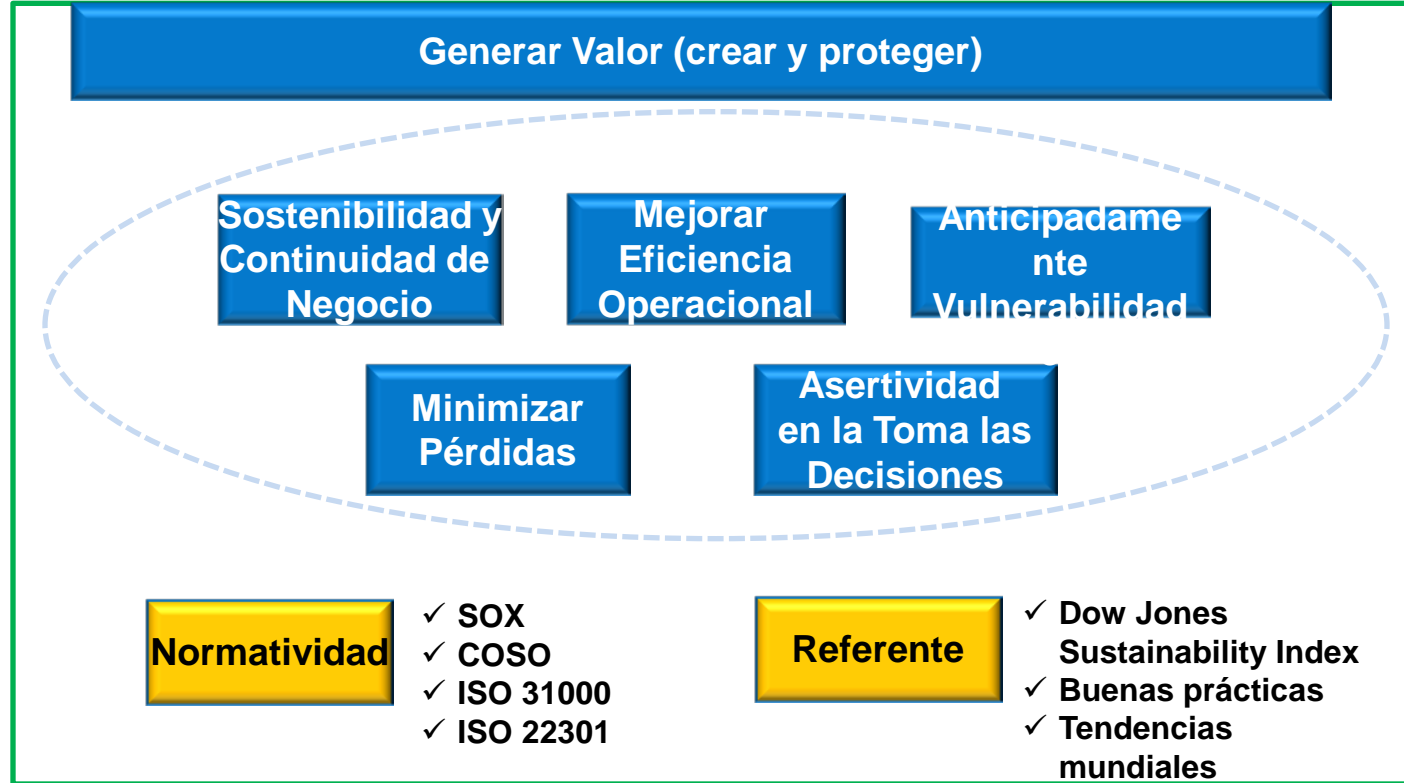 Generar Valor (crear y proteger)
Sostenibilidad y
Continuidad de
Negocio
Mejorar
Eficiencia
Operacional
Anticipadame
nte
Vulnerabilidad
Minimizar
Pérdidas
Asertividad
en la Toma las
Decisiones
Normatividad
✓ SOX
✓ COSO
✓ ISO 31000
✓ ISO 22301
Referente
✓ Dow Jones
Sustainability Index
✓ Buenas prácticas
✓ Tendencias
mundiales